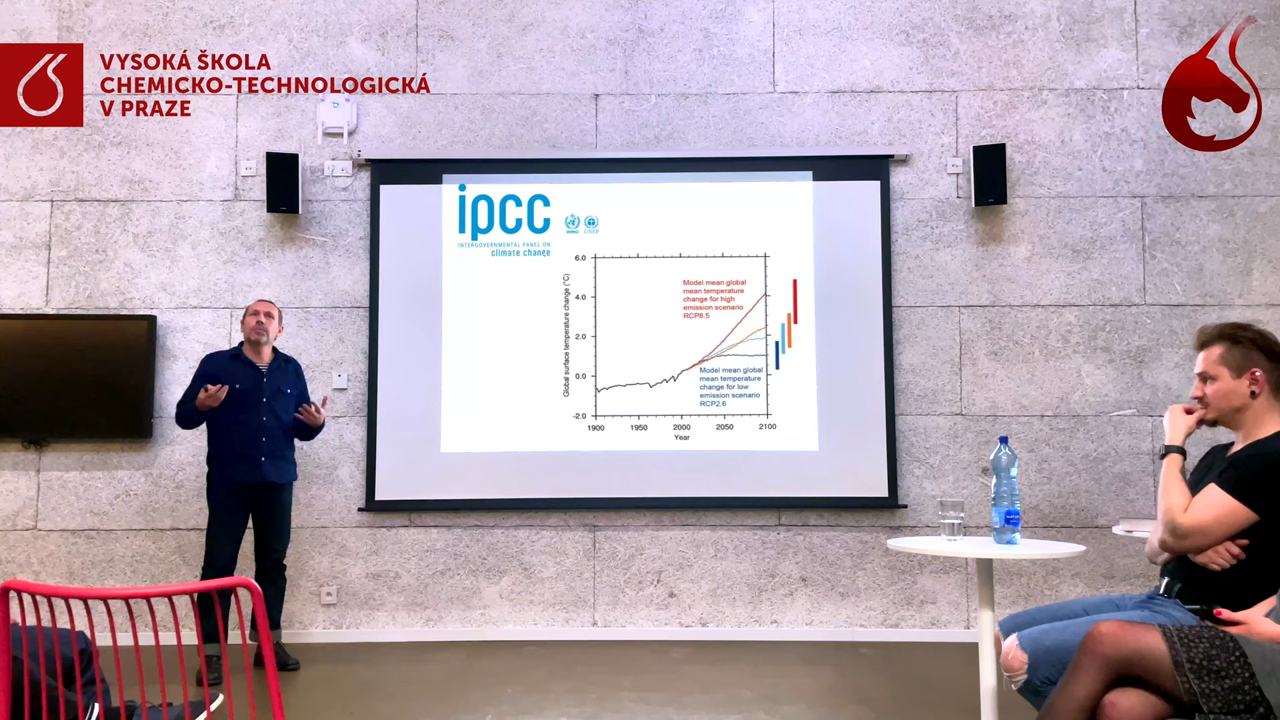 VYSOKÁ ŠKOLA
CHEMICKO-TECHNOLOGICKÁ
V PRAZE
ipcc
INTERGOVERNMENTAL PANEL ON
climate change
WMO
UNEP
Global surface temperature change (°C)
6.0
4.0
2.0
0.0
-2.0
Model mean global
mean temperature
change for high
emission scenario
RCP8.5
Model mean global
mean temperature
change for low
emission scenario
RCP2.6
1900 1950 2000 2050 2100
Year